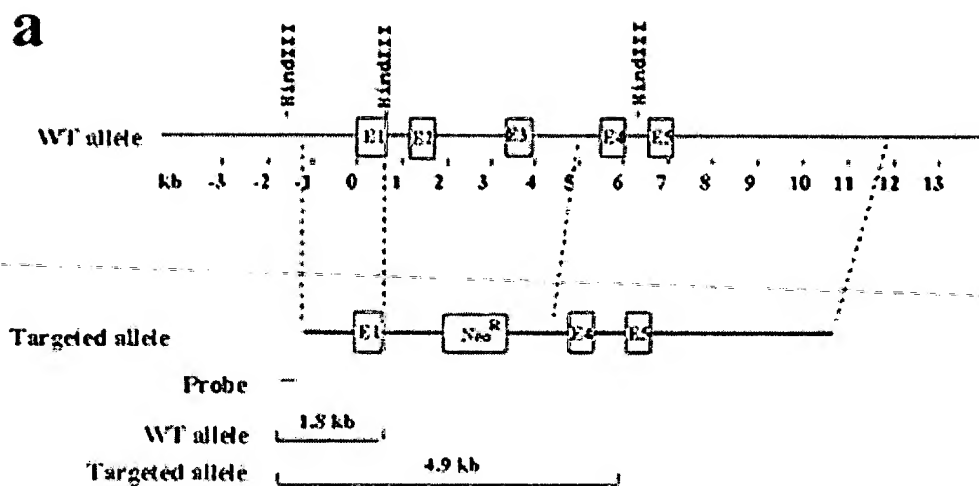 a
HindIII HindIII HindIII
WT allele E1 E2 E3 E4 E5
kb -3 -2 -1 0 1 2 3 4 5 6 7 8 9 10 11 12 13
Targeted allele E1 Neo R E4 E5
Probe
WT allele 1.8 kb
Targeted allele 4.9 kb